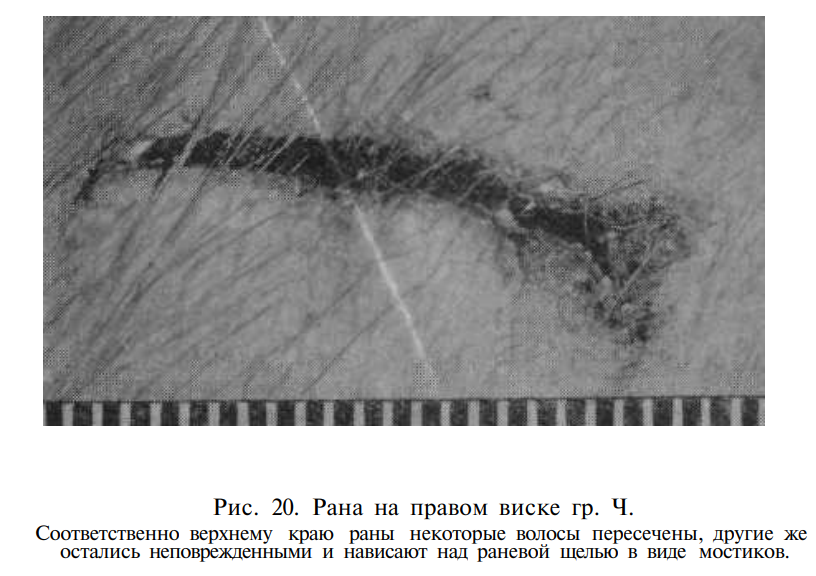 Рис. 20. Рана на правом виске гр. Ч.
Соответственно верхнему краю раны некоторые волосы пересечены, другие же
остались неповрежденными и нависают над раневой щелью в виде мостиков.